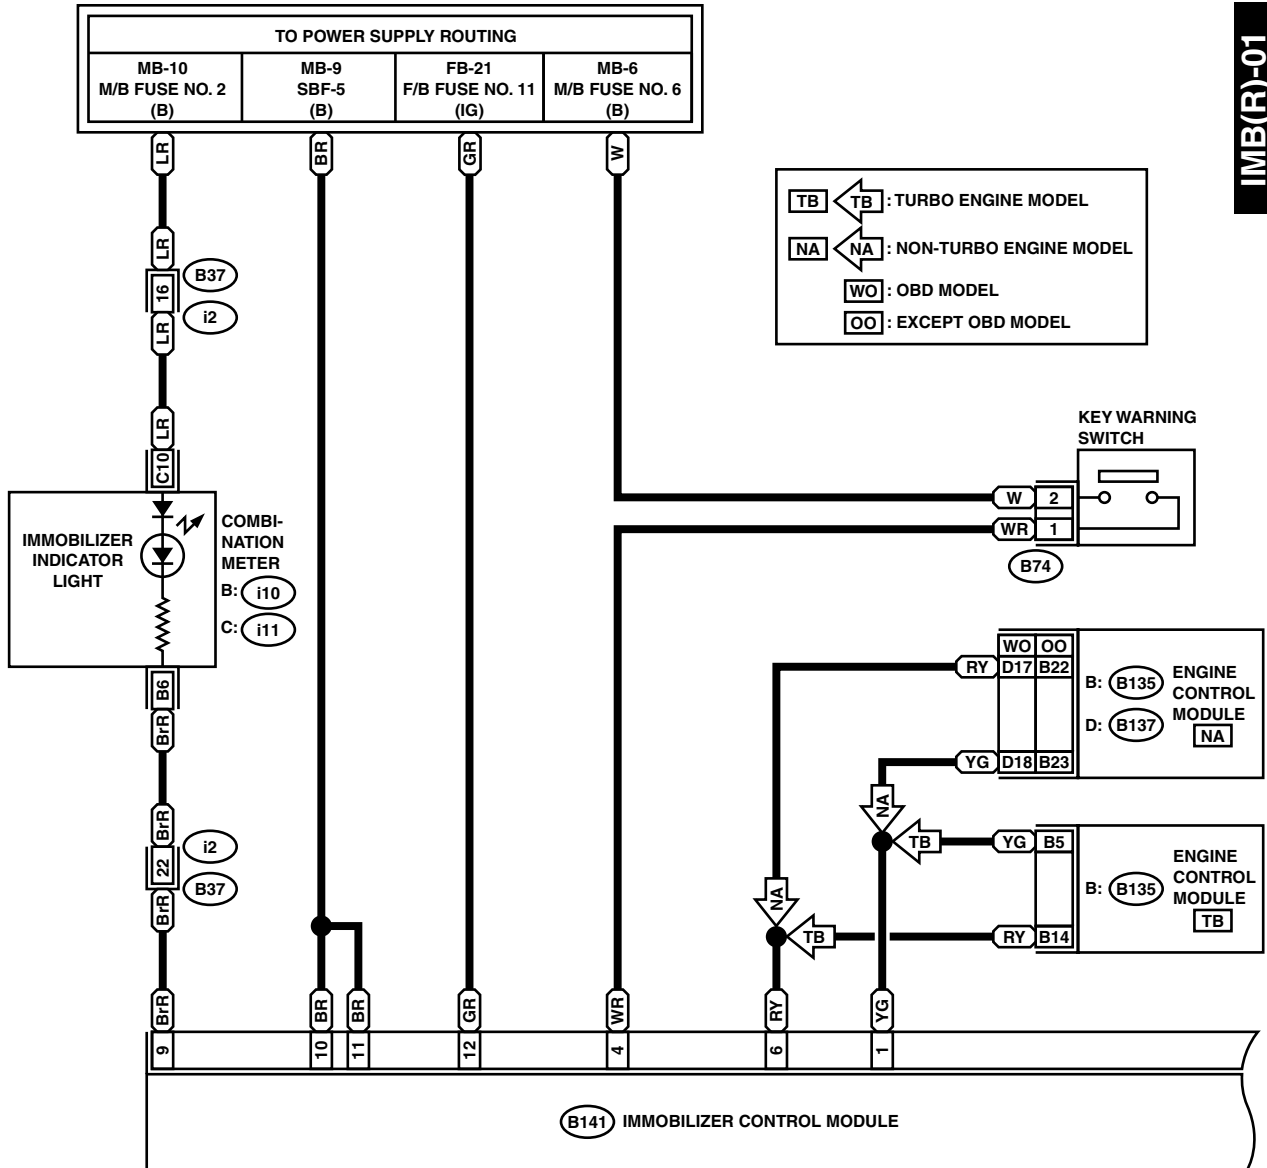 IMB(R)-01
TO POWER SUPPLY ROUTING
MB-10
M/B FUSE NO. 2
(B)
MB-9
SBF-5
(B)
FB-21
F/B FUSE NO. 11
(IG)
MB-6
M/B FUSE NO. 6
(B)
LR
BR
GR
W
TB TB : TURBO ENGINE MODEL
NA NA : NON-TURBO ENGINE MODEL
WO : OBD MODEL
OO : EXCEPT OBD MODEL
LR
16
B37
i2
LR
LR
C10
KEY WARNING
SWITCH
W 2
WR 1
B74
IMMOBILIZER
INDICATOR
LIGHT
COMBI-
NATION
METER
B: i10
C: i11
B6
BrR
WO OO
RY D17 B22
YG D18 B23
B: B135
D: B137
ENGINE
CONTROL
MODULE
NA
NA
TB
YG B5
RY B14
B: B135
ENGINE
CONTROL
MODULE
TB
BrR
22
i2
B37
BrR
NA
TB
BrR
BR
BR
GR
WR
RY
YG
9
10
11
12
4
6
1
B141 IMMOBILIZER CONTROL MODULE